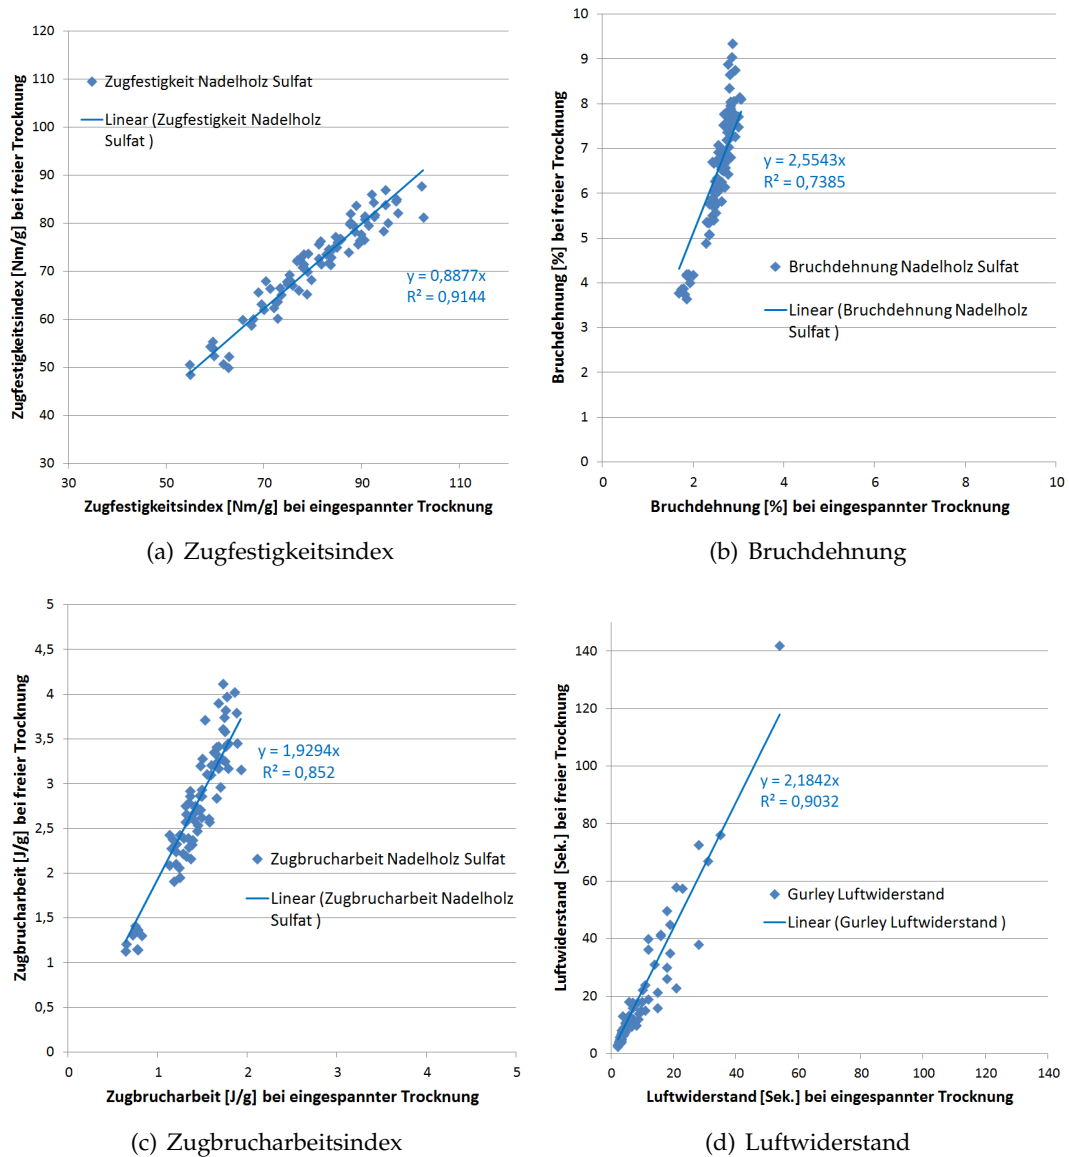 120
110
100
90
80
70
60
50
40
30
30
50
70
90
110
Zugfestigkeitsindex [Nm/g] bei freier Trocknung
Zugfestigkeit Nadelholz Sulfat
Linear (Zugfestigkeit Nadelholz
Sulfat )
y = 0,8877x
R² = 0,9144
Zugfestigkeitsindex [Nm/g] bei eingespannter Trocknung
(a) Zugfestigkeitsindex
10
9
8
7
6
5
4
3
2
1
0
0
2
4
6
8
10
Bruchdehnung [%] bei freier Trocknung
y = 2,5543x
R² = 0,7385
Bruchdehnung Nadelholz Sulfat
Linear (Bruchdehnung Nadelholz
Sulfat )
Bruchdehnung [%] bei eingespannter Trocknung
(b) Bruchdehnung
5
4,5
4
3,5
3
2,5
2
1,5
1
0,5
0
0
1
2
3
4
5
Zugbrucharbeit [J/g] bei freier Trocknung
y = 1,9294x
R² = 0,852
Zugbrucharbeit Nadelholz Sulfat
Linear (Zugbrucharbeit Nadelholz
Sulfat )
Zugbrucharbeit [J/g] bei eingespannter Trocknung
(c) Zugbrucharbeitsindex
140
120
100
80
60
40
20
0
0
20
40
60
80
100
120
140
Luftwiderstand [Sek.] bei freier Trocknung
y = 2,1842x
R² = 0,9032
Gurley Luftwiderstand
Linear (Gurley Luftwiderstand )
Luftwiderstand [Sek.] bei eingespannter Trocknung
(d) Luftwiderstand